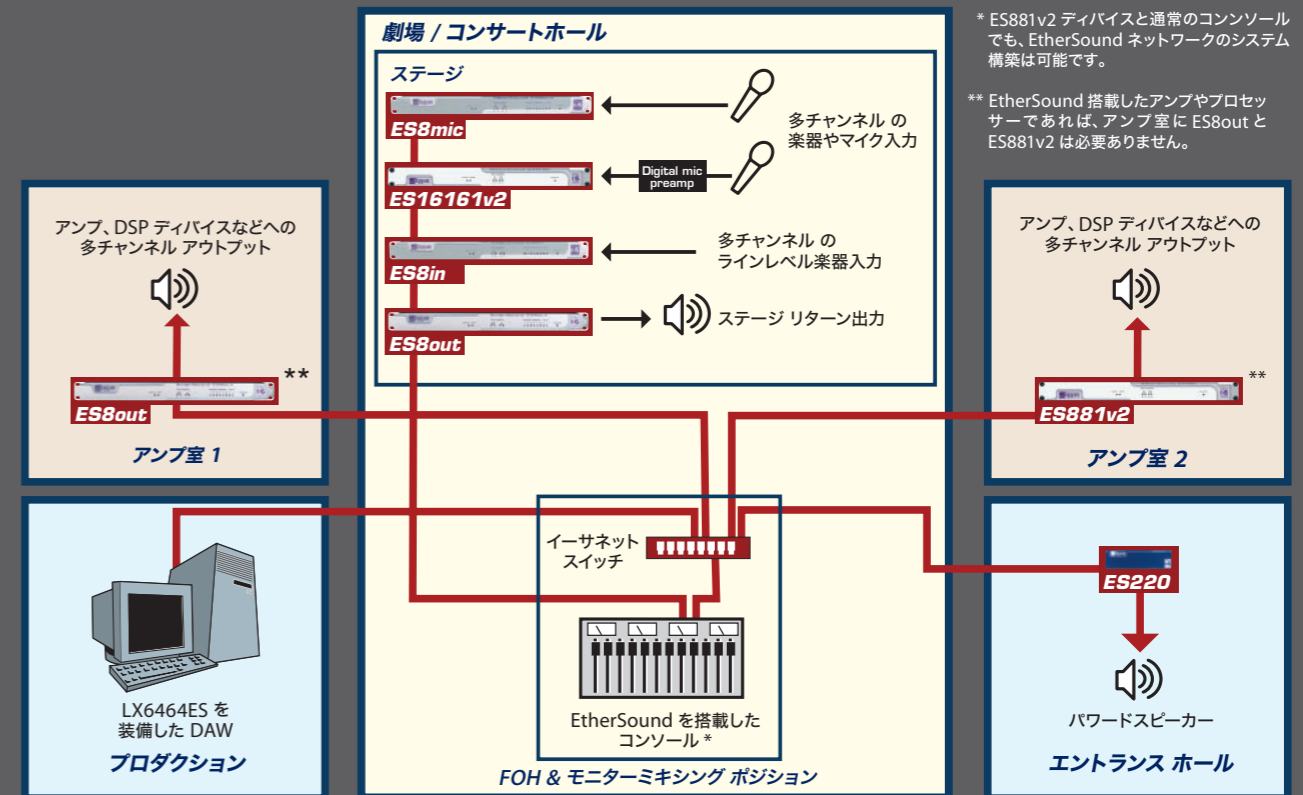 劇場 / コンサートホール
ステージ
ES8mic
多チャンネル の
楽器やマイク入力
Digital mic
preamp
ES16161v2
ES8in
多チャンネル の
ラインレベル楽器入力
ES8out
ステージ リターン出力
* ES881v2 ディバイスと通常のコンンソール
でも、EtherSound ネットワークのシステム
構築は可能です。
** EtherSound 搭載したアンプやプロセッ
サーであれば、アンプ室に ES8out と
ES881v2 は必要ありません。
アンプ、DSP ディバイスなどへの
多チャンネル アウトプット
**
ES8out
アンプ室 1
アンプ、DSP ディバイスなどへの
多チャンネル アウトプット
**
ES881v2
アンプ室 2
イーサネット
スイッチ
EtherSound を搭載した
コンソール *
FOH & モニターミキシング ポジション
LX6464ES を
装備した DAW
プロダクション
ES220
パワードスピーカー
エントランス ホール